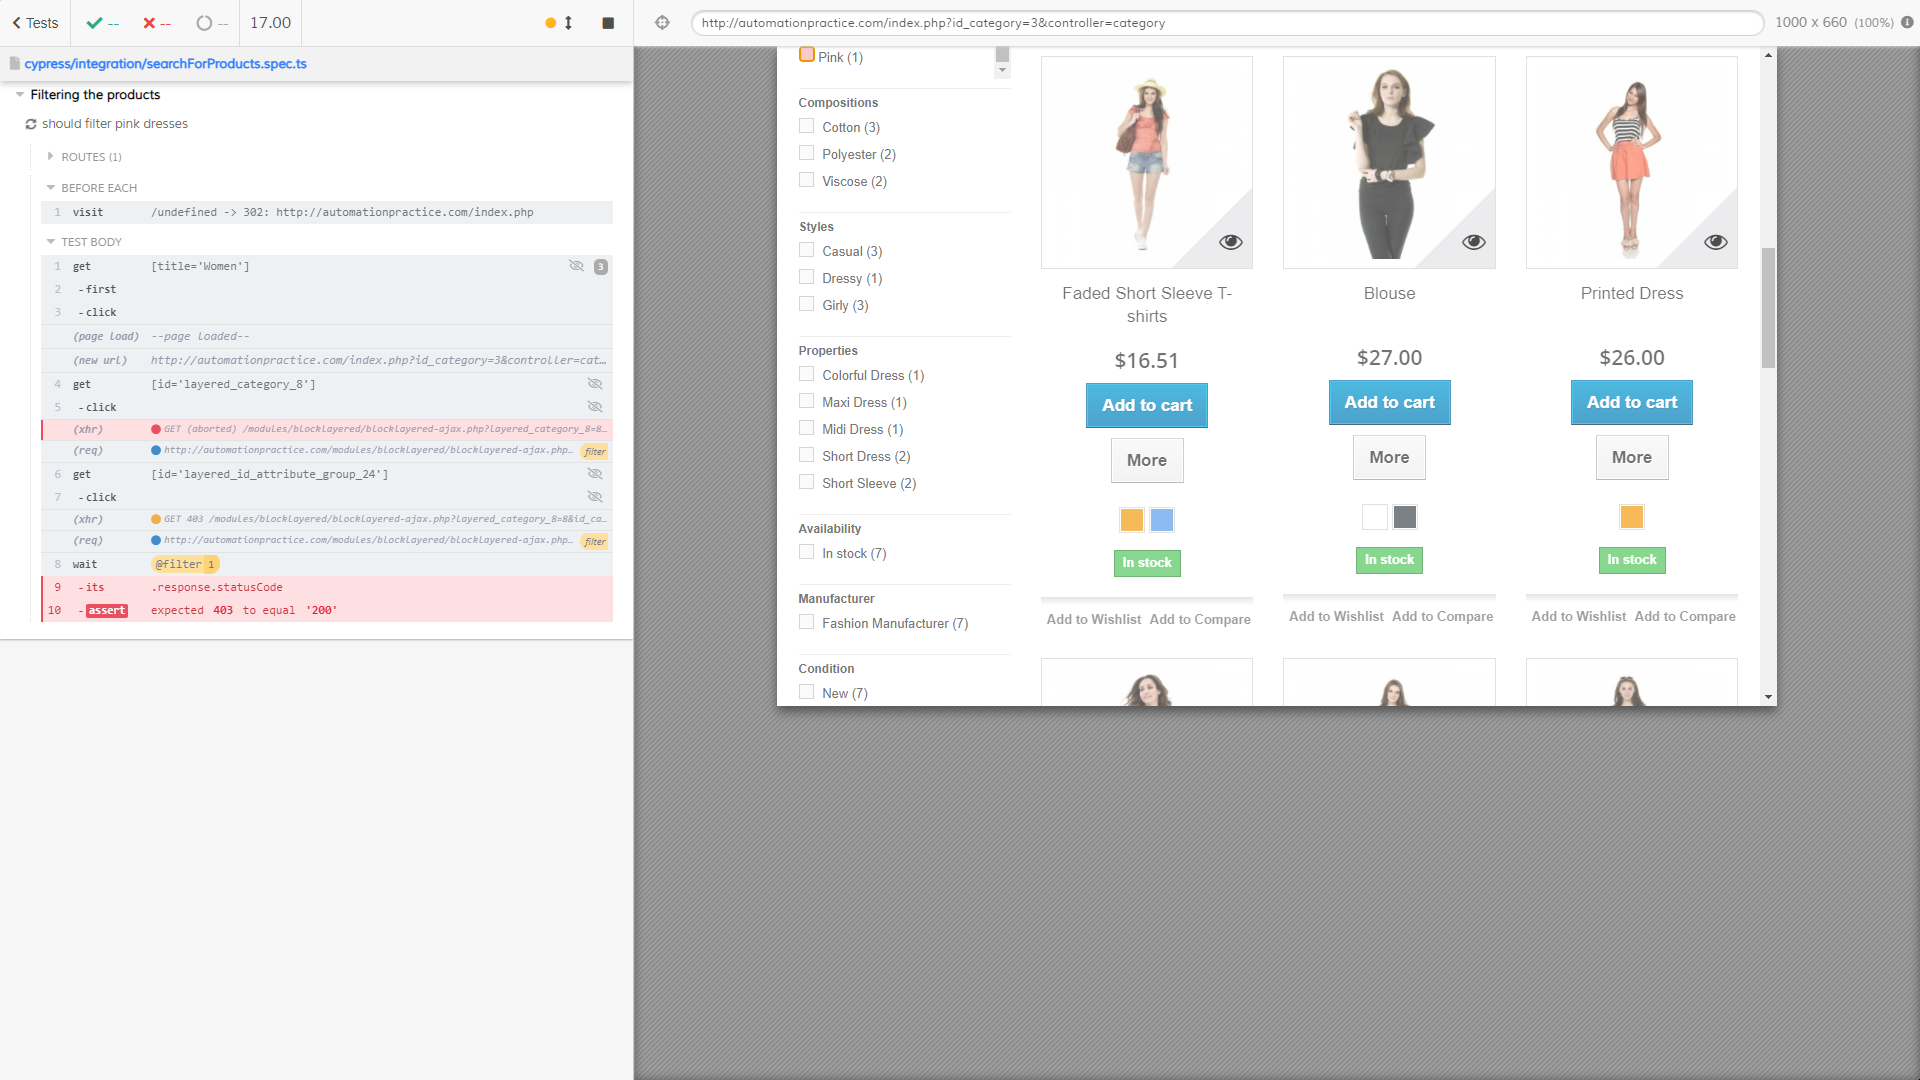 Tests -- -- -- 17.00
cypress/integration/searchForProducts.spec.ts
Filtering the products
should filter pink dresses
ROUTES (1)
BEFORE EACH
1 visit /undefined -> 302: http://automationpractice.com/index.php
TEST BODY
1 get [title='Women'] 3
2 -first
3 -click
(page load) --page loaded--
(new url) http://automationpractice.com/index.php?id_category=3&controller=cat…
4 get [id='layered_category_8']
5 -click
(xhr) GET (aborted) /modules/blocklayered/blocklayered-ajax.php?layered_category_8=8…
(req) http://automationpractice.com/modules/blocklayered/blocklayered-ajax.php… filter
6 get [id='layered_id_attribute_group_24']
7 -click
(xhr) GET 403 /modules/blocklayered/blocklayered-ajax.php?layered_category_8=8&id_ca…
(req) http://automationpractice.com/modules/blocklayered/blocklayered-ajax.php… filter
8 wait @filter 1
9 -its .response.statusCode
10 -assert expected 403 to equal '200'
http://automationpractice.com/index.php?id_category=3&controller=category
1000 x 660 (100%)
Pink (1)
Compositions
Cotton (3)
Polyester (2)
Viscose (2)
Styles
Casual (3)
Dressy (1)
Girly (3)
Properties
Colorful Dress (1)
Maxi Dress (1)
Midi Dress (1)
Short Dress (2)
Short Sleeve (2)
Availability
In stock (7)
Manufacturer
Fashion Manufacturer (7)
Condition
New (7)
Faded Short Sleeve T-
shirts
$16.51
Add to cart
More
In stock
Add to Wishlist Add to Compare
Blouse
$27.00
Add to cart
More
In stock
Add to Wishlist Add to Compare
Printed Dress
$26.00
Add to cart
More
In stock
Add to Wishlist Add to Compare